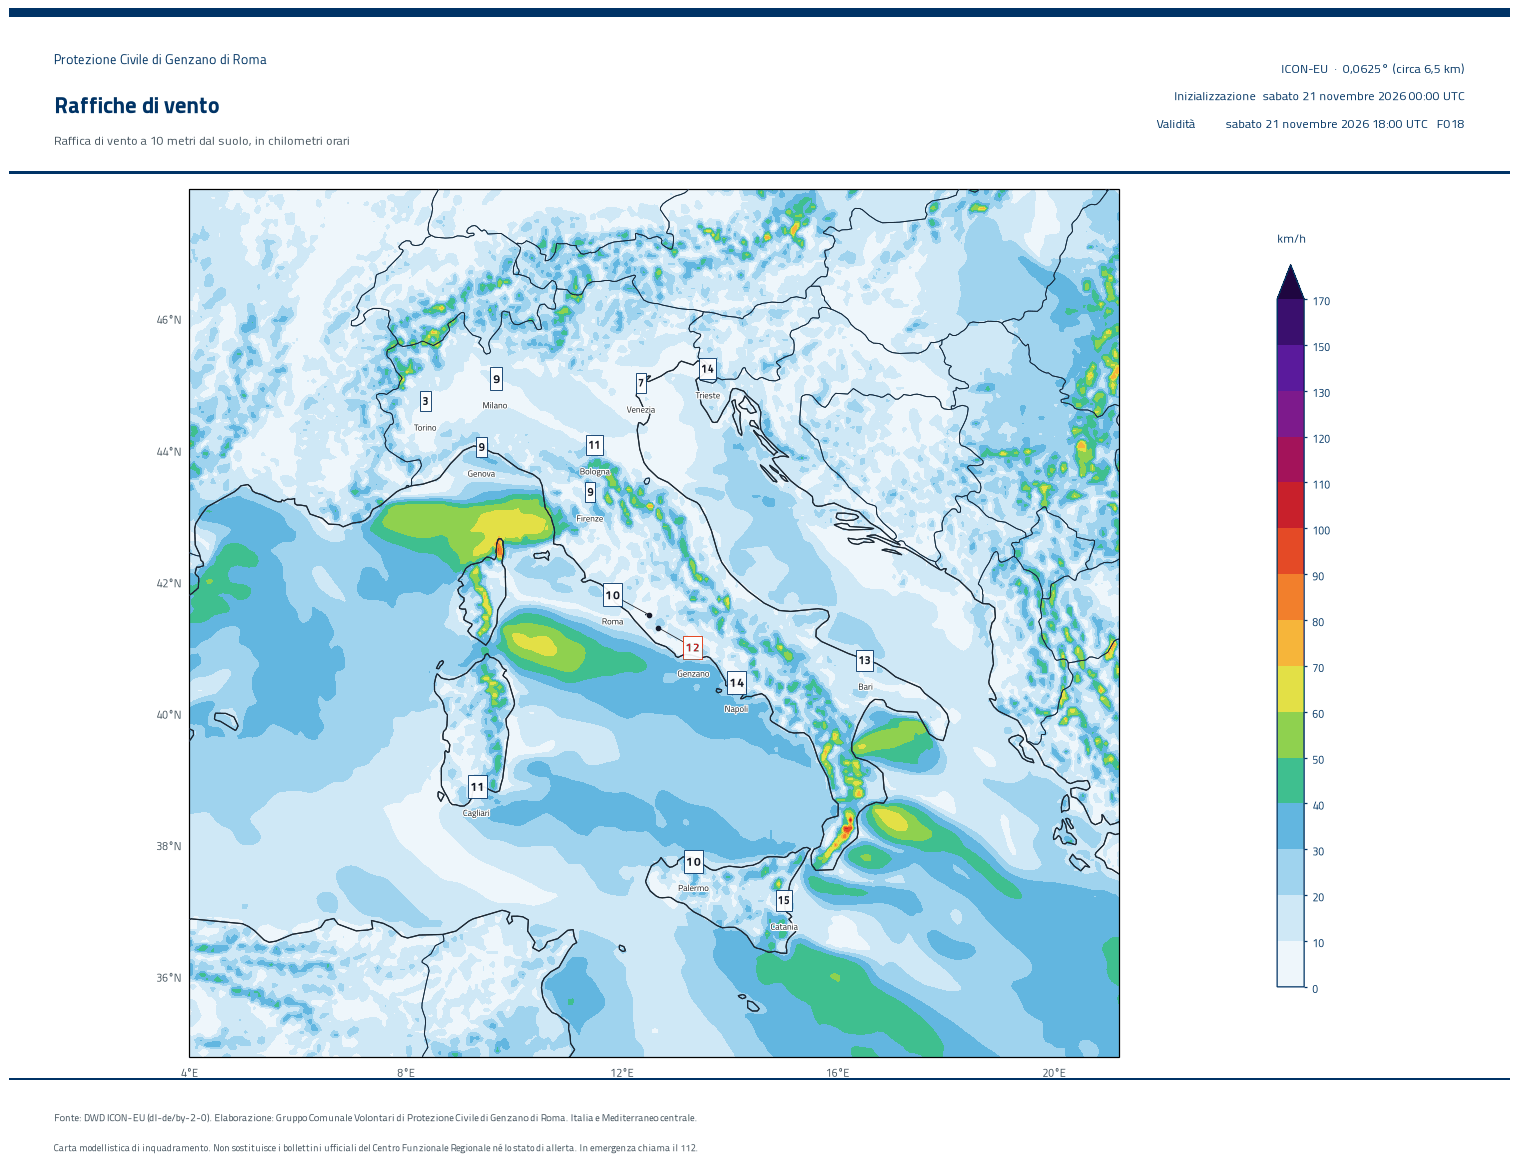 Protezione Civile di Genzano di Roma
Raffiche di vento
Raffica di vento a 10 metri dal suolo, in chilometri orari
ICON-EU · 0,0625° (circa 6,5 km)
Inizializzazione sabato 21 novembre 2026 00:00 UTC
Validità sabato 21 novembre 2026 18:00 UTC F018
km/h
170
150
130
120
110
100
90
80
70
60
50
40
30
20
10
0
46°N
44°N
42°N
40°N
38°N
36°N
4°E
8°E
12°E
16°E
20°E
14
Trieste
7
Venezia
9
Milano
3
Torino
9
Genova
11
Bologna
9
Firenze
10
Roma
12
Genzano
14
Napoli
13
Bari
11
Cagliari
10
Palermo
15
Catania
Fonte: DWD ICON-EU (dl-de/by-2-0). Elaborazione: Gruppo Comunale Volontari di Protezione Civile di Genzano di Roma. Italia e Mediterraneo centrale.
Carta modellistica di inquadramento. Non sostituisce i bollettini ufficiali del Centro Funzionale Regionale né lo stato di allerta. In emergenza chiama il 112.